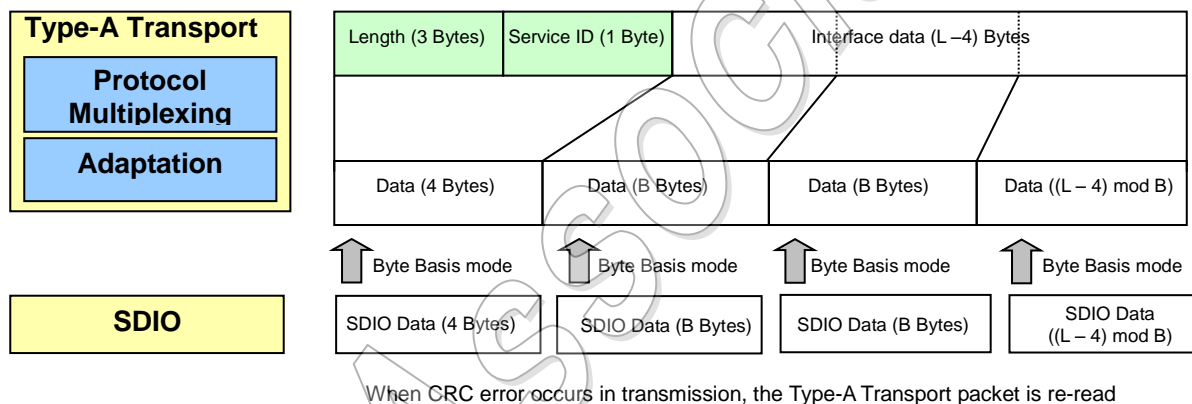 Type-A Transport
Protocol
Multiplexing
Adaptation
Length (3 Bytes)
Service ID (1 Byte)
Interface data (L –4) Bytes
Data (4 Bytes)
Data (B Bytes)
Data (B Bytes)
Data ((L – 4) mod B)
Byte Basis mode
Byte Basis mode
Byte Basis mode
Byte Basis mode
SDIO
SDIO Data (4 Bytes)
SDIO Data (B Bytes)
SDIO Data (B Bytes)
SDIO Data
((L – 4) mod B)
When CRC error occurs in transmission, the Type-A Transport packet is re-read